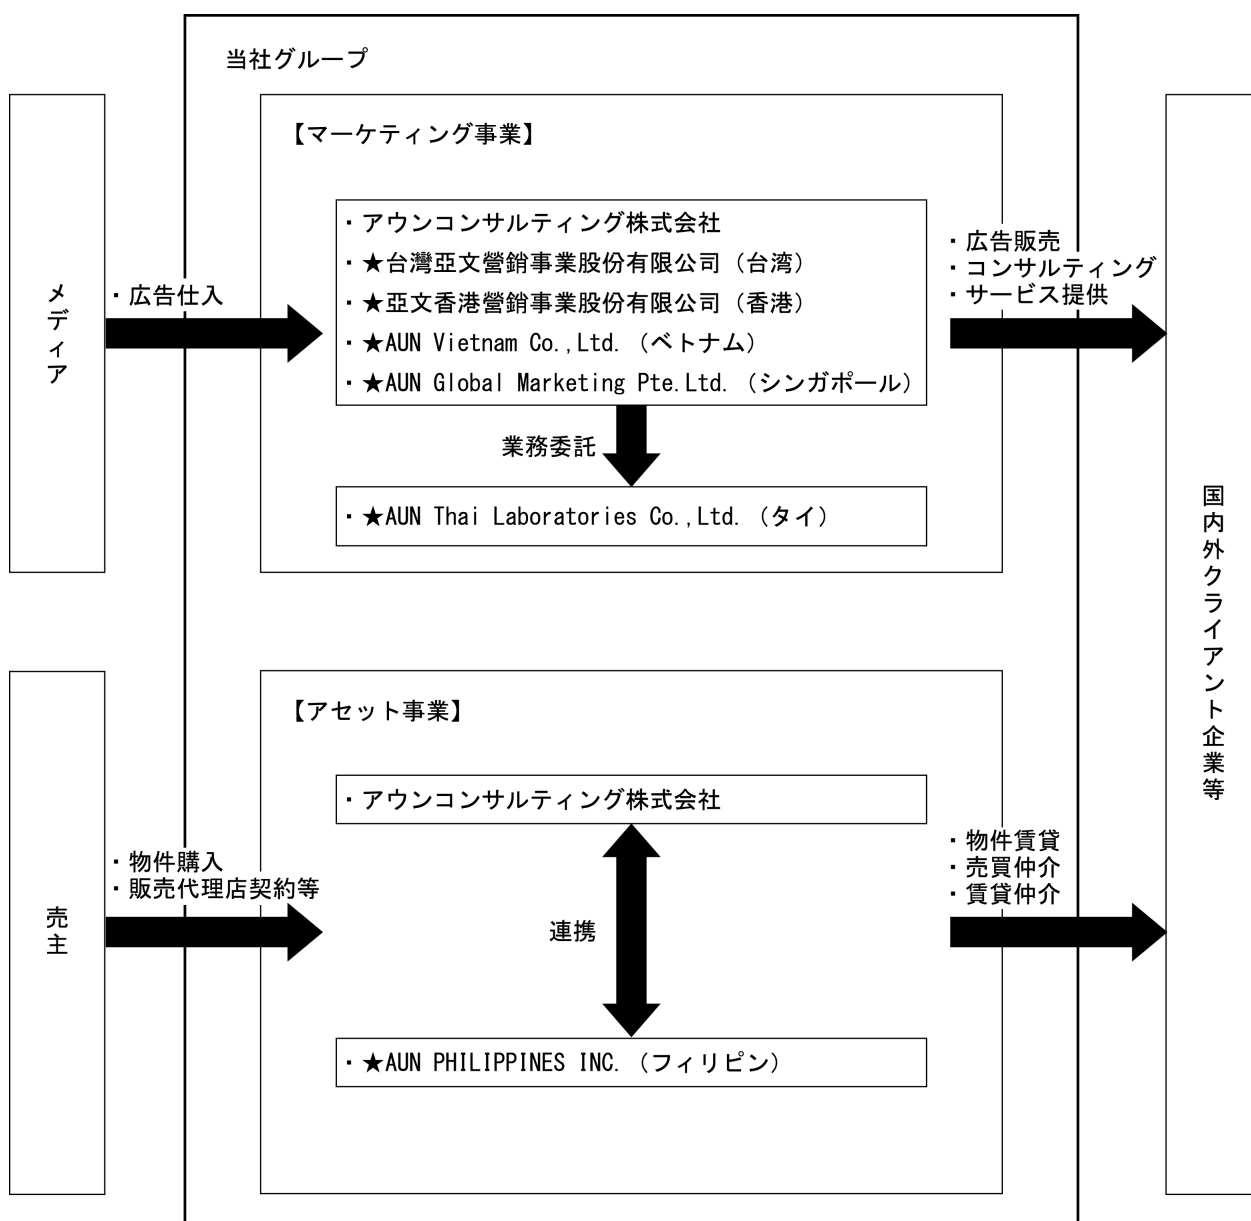 当社グループ
【マーケティング事業】
・アウンコンサルティング株式会社
・★台灣亞文營銷事業股份有限公司（台湾）
・★亞文香港營銷事業股份有限公司（香港）
・★AUN Vietnam Co.,Ltd.（ベトナム）
・★AUN Global Marketing Pte.Ltd.（シンガポール）
業務委託
・★AUN Thai Laboratories Co.,Ltd.（タイ）
メディア
・広告仕入
・広告販売
・コンサルティング
・サービス提供
国内外クライアント企業等
【アセット事業】
・アウンコンサルティング株式会社
連携
・★AUN PHILIPPINES INC.（フィリピン）
売主
・物件購入
・販売代理店契約等
・物件賃貸
・売買仲介
・賃貸仲介